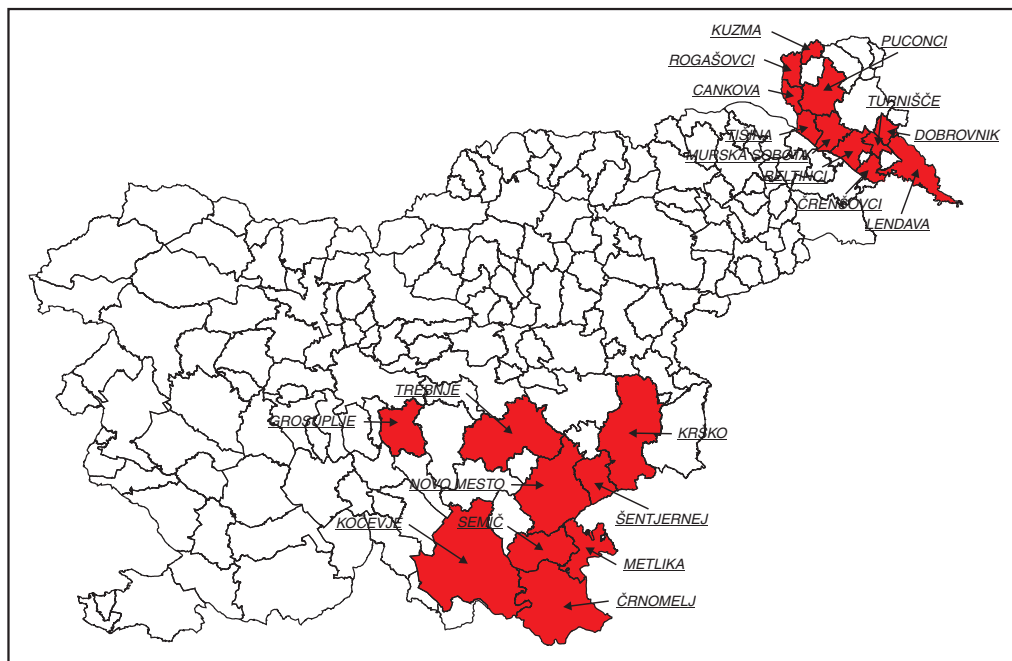 KUZMA
PUCONCI
ROGAŠOVCI
CANKOVA
TURNIŠČE
TIŠINA
DOBROVNIK
MURSKA SOBOTA
BELTINCI
ČRENŠOVCI
LENDAVA
TREBNJE
GROSUPLJE
KRŠKO
NOVO MESTO
ŠENTJERNEJ
KOČEVJE
SEMIČ
METLIKA
ČRNOMELJ